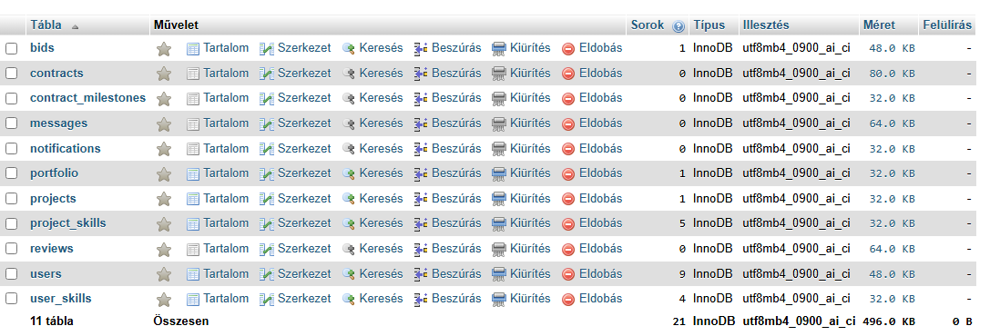 Tábla Művelet Sorok Típus Illesztés Méret Felülírás
bids Tartalom Szerkezet Keresés Beszúrás Kiürítés Eldobás 1 InnoDB utf8mb4_0900_ai_ci 48.0 KB -
contracts Tartalom Szerkezet Keresés Beszúrás Kiürítés Eldobás 0 InnoDB utf8mb4_0900_ai_ci 80.0 KB -
contract_milestones Tartalom Szerkezet Keresés Beszúrás Kiürítés Eldobás 0 InnoDB utf8mb4_0900_ai_ci 32.0 KB -
messages Tartalom Szerkezet Keresés Beszúrás Kiürítés Eldobás 0 InnoDB utf8mb4_0900_ai_ci 64.0 KB -
notifications Tartalom Szerkezet Keresés Beszúrás Kiürítés Eldobás 0 InnoDB utf8mb4_0900_ai_ci 32.0 KB -
portfolio Tartalom Szerkezet Keresés Beszúrás Kiürítés Eldobás 1 InnoDB utf8mb4_0900_ai_ci 32.0 KB -
projects Tartalom Szerkezet Keresés Beszúrás Kiürítés Eldobás 1 InnoDB utf8mb4_0900_ai_ci 32.0 KB -
project_skills Tartalom Szerkezet Keresés Beszúrás Kiürítés Eldobás 5 InnoDB utf8mb4_0900_ai_ci 32.0 KB -
reviews Tartalom Szerkezet Keresés Beszúrás Kiürítés Eldobás 0 InnoDB utf8mb4_0900_ai_ci 64.0 KB -
users Tartalom Szerkezet Keresés Beszúrás Kiürítés Eldobás 9 InnoDB utf8mb4_0900_ai_ci 48.0 KB -
user_skills Tartalom Szerkezet Keresés Beszúrás Kiürítés Eldobás 4 InnoDB utf8mb4_0900_ai_ci 32.0 KB -
11 tábla Összesen 21 InnoDB utf8mb4_0900_ai_ci 496.0 KB 0 B